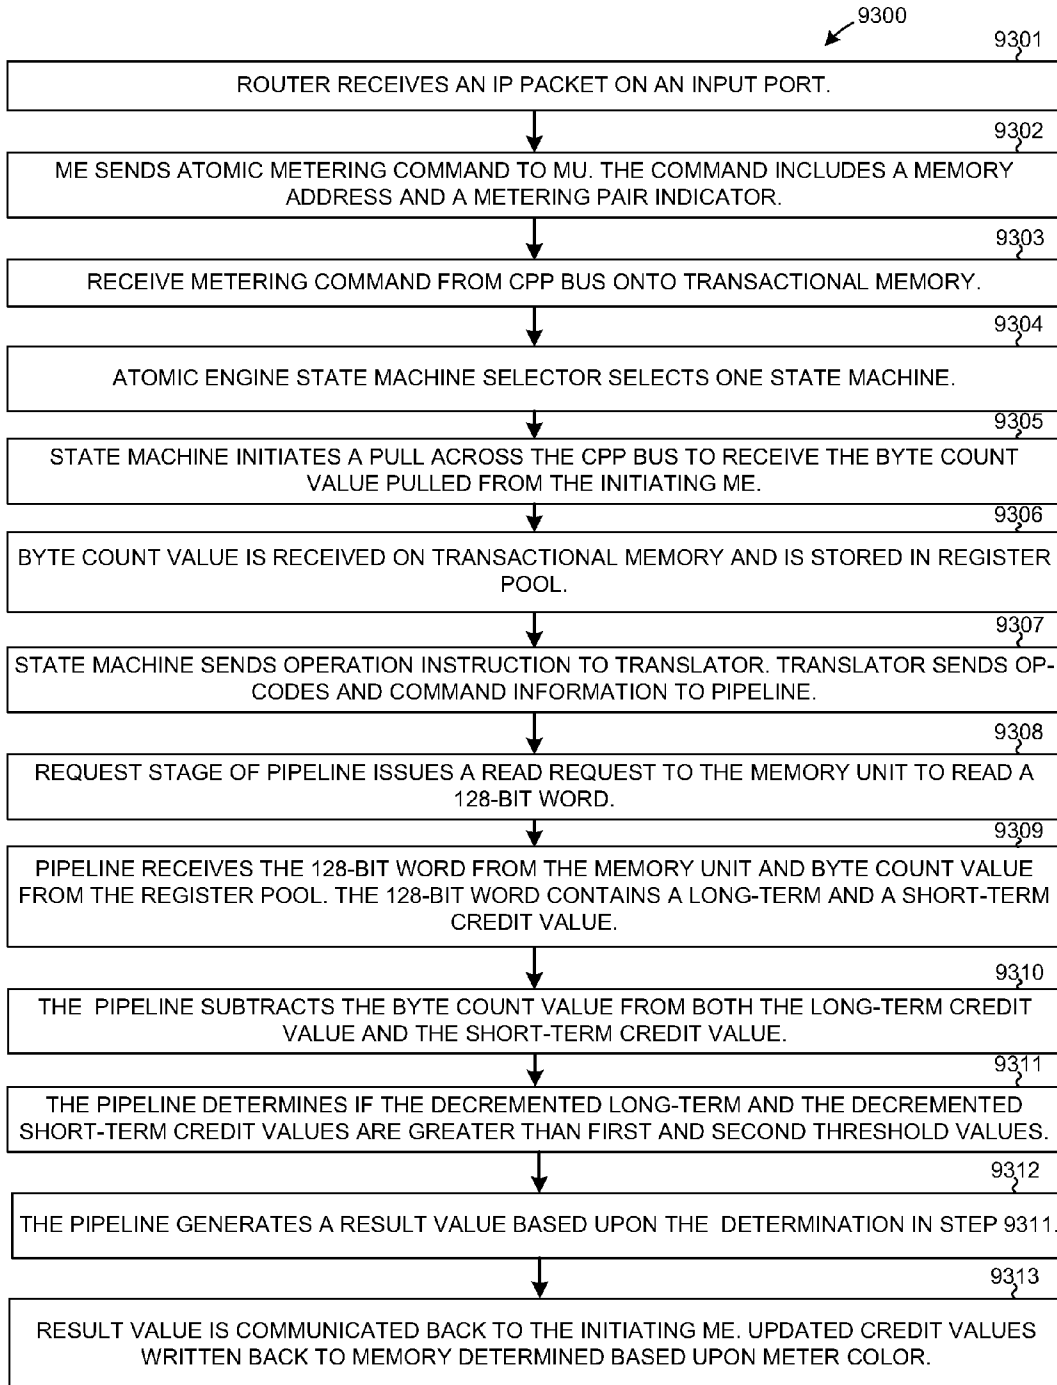 9300
9301
ROUTER RECEIVES AN IP PACKET ON AN INPUT PORT.
9302
ME SENDS ATOMIC METERING COMMAND TO MU. THE COMMAND INCLUDES A MEMORY
ADDRESS AND A METERING PAIR INDICATOR.
9303
RECEIVE METERING COMMAND FROM CPP BUS ONTO TRANSACTIONAL MEMORY.
9304
ATOMIC ENGINE STATE MACHINE SELECTOR SELECTS ONE STATE MACHINE.
9305
STATE MACHINE INITIATES A PULL ACROSS THE CPP BUS TO RECEIVE THE BYTE COUNT
VALUE PULLED FROM THE INITIATING ME.
9306
BYTE COUNT VALUE IS RECEIVED ON TRANSACTIONAL MEMORY AND IS STORED IN REGISTER
POOL.
9307
STATE MACHINE SENDS OPERATION INSTRUCTION TO TRANSLATOR. TRANSLATOR SENDS OP-
CODES AND COMMAND INFORMATION TO PIPELINE.
9308
REQUEST STAGE OF PIPELINE ISSUES A READ REQUEST TO THE MEMORY UNIT TO READ A
128-BIT WORD.
9309
PIPELINE RECEIVES THE 128-BIT WORD FROM THE MEMORY UNIT AND BYTE COUNT VALUE
FROM THE REGISTER POOL. THE 128-BIT WORD CONTAINS A LONG-TERM AND A SHORT-TERM
CREDIT VALUE.
9310
THE PIPELINE SUBTRACTS THE BYTE COUNT VALUE FROM BOTH THE LONG-TERM CREDIT
VALUE AND THE SHORT-TERM CREDIT VALUE.
9311
THE PIPELINE DETERMINES IF THE DECREMENTED LONG-TERM AND THE DECREMENTED
SHORT-TERM CREDIT VALUES ARE GREATER THAN FIRST AND SECOND THRESHOLD VALUES.
9312
THE PIPELINE GENERATES A RESULT VALUE BASED UPON THE DETERMINATION IN STEP 9311.
9313
RESULT VALUE IS COMMUNICATED BACK TO THE INITIATING ME. UPDATED CREDIT VALUES
WRITTEN BACK TO MEMORY DETERMINED BASED UPON METER COLOR.